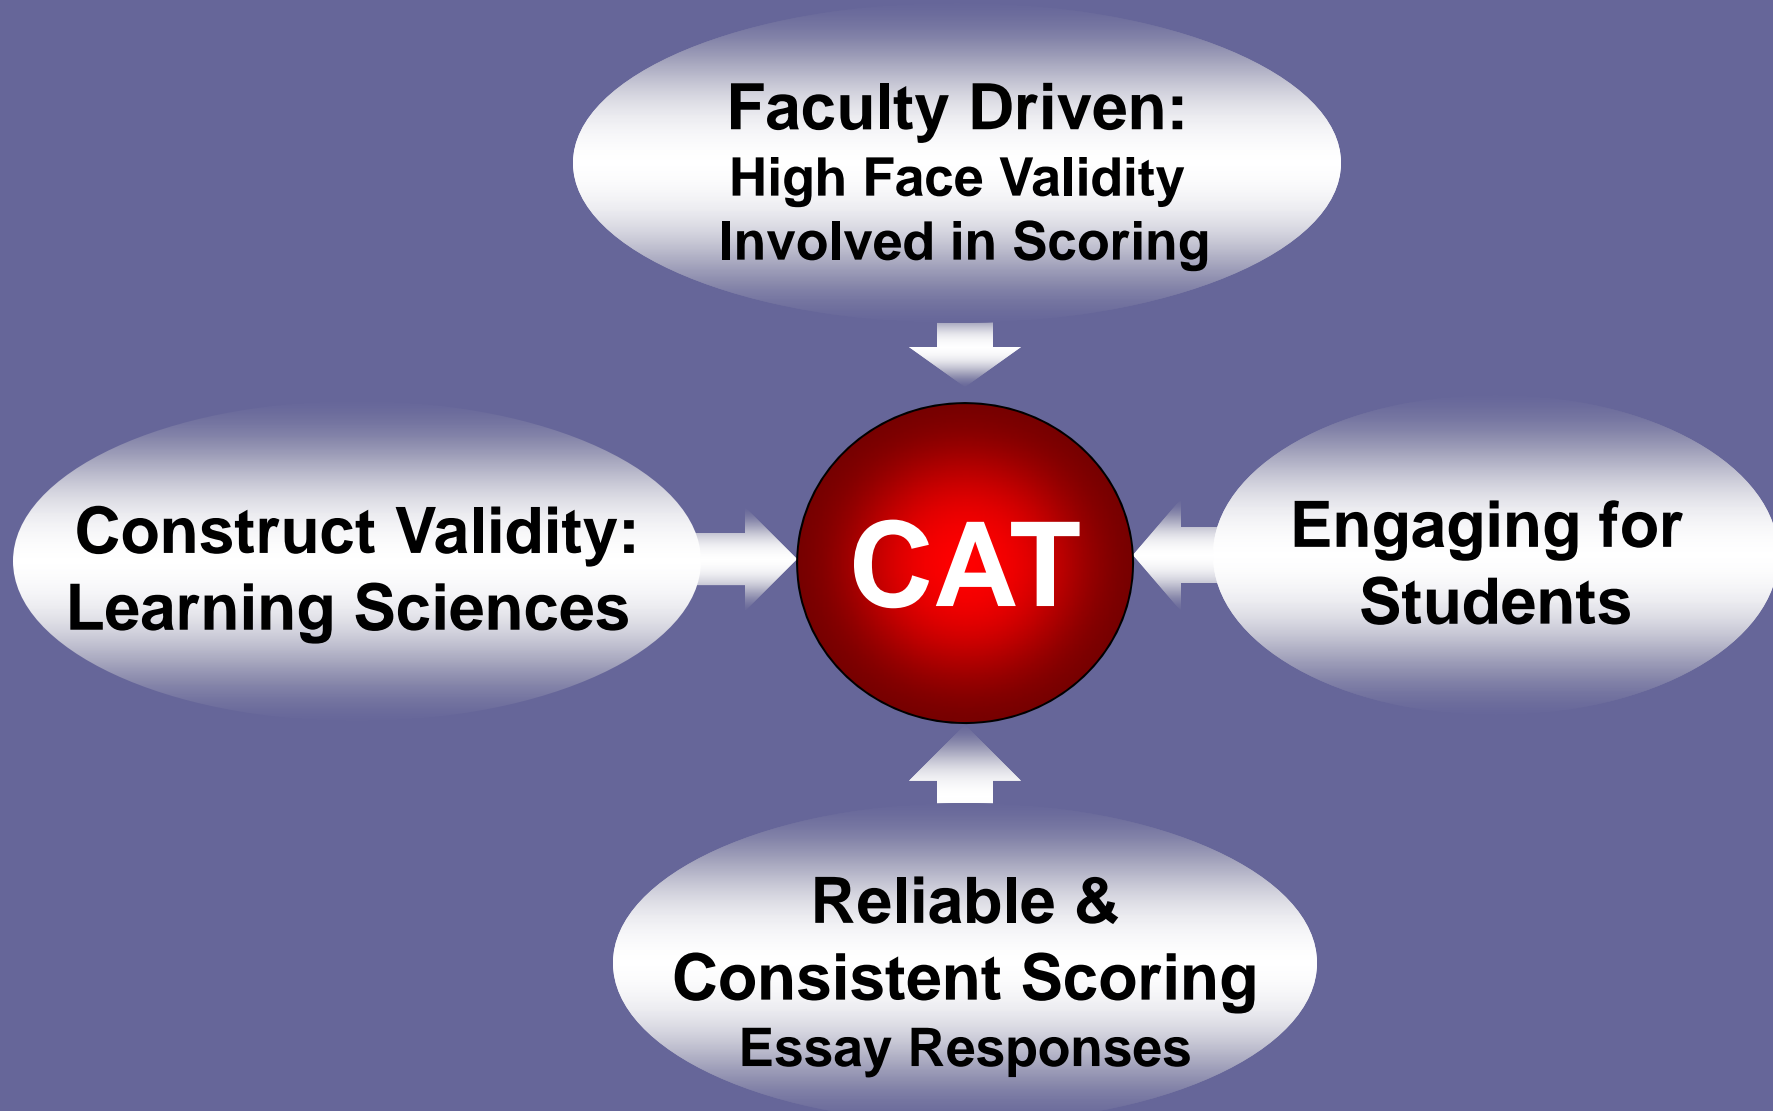 Faculty Driven:
High Face Validity
Involved in Scoring
Construct Validity:
Learning Sciences
CAT
Engaging for
Students
Reliable &
Consistent Scoring
Essay Responses